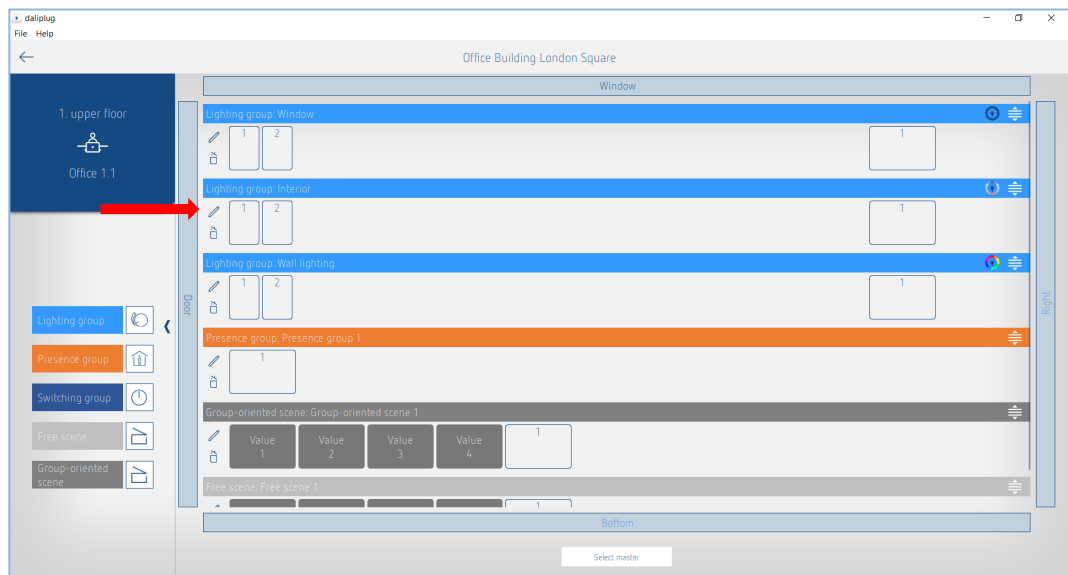 daliplug
File Help
Office Building London Square
1. upper floor
Office 1.1
Lighting group
Presence group
Switching group
Free scene
Group-oriented
scene
Window
Door
Right
Lighting group: Window
1 2 1
Lighting group: Interior
1 2 1
Lighting group: Wall lighting
1 2 1
Presence group: Presence group 1
1
Group-oriented scene: Group-oriented scene 1
Value 1 Value 2 Value 3 Value 4 1
Free scene: Free scene 1
1
Bottom
Select master